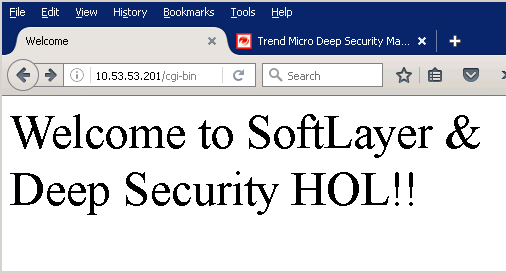 File Edit View History Bookmarks Tools Help
Welcome Trend Micro Deep Security Ma...
10.53.53.201/cgi-bin Search
Welcome to SoftLayer &
Deep Security HOL!!